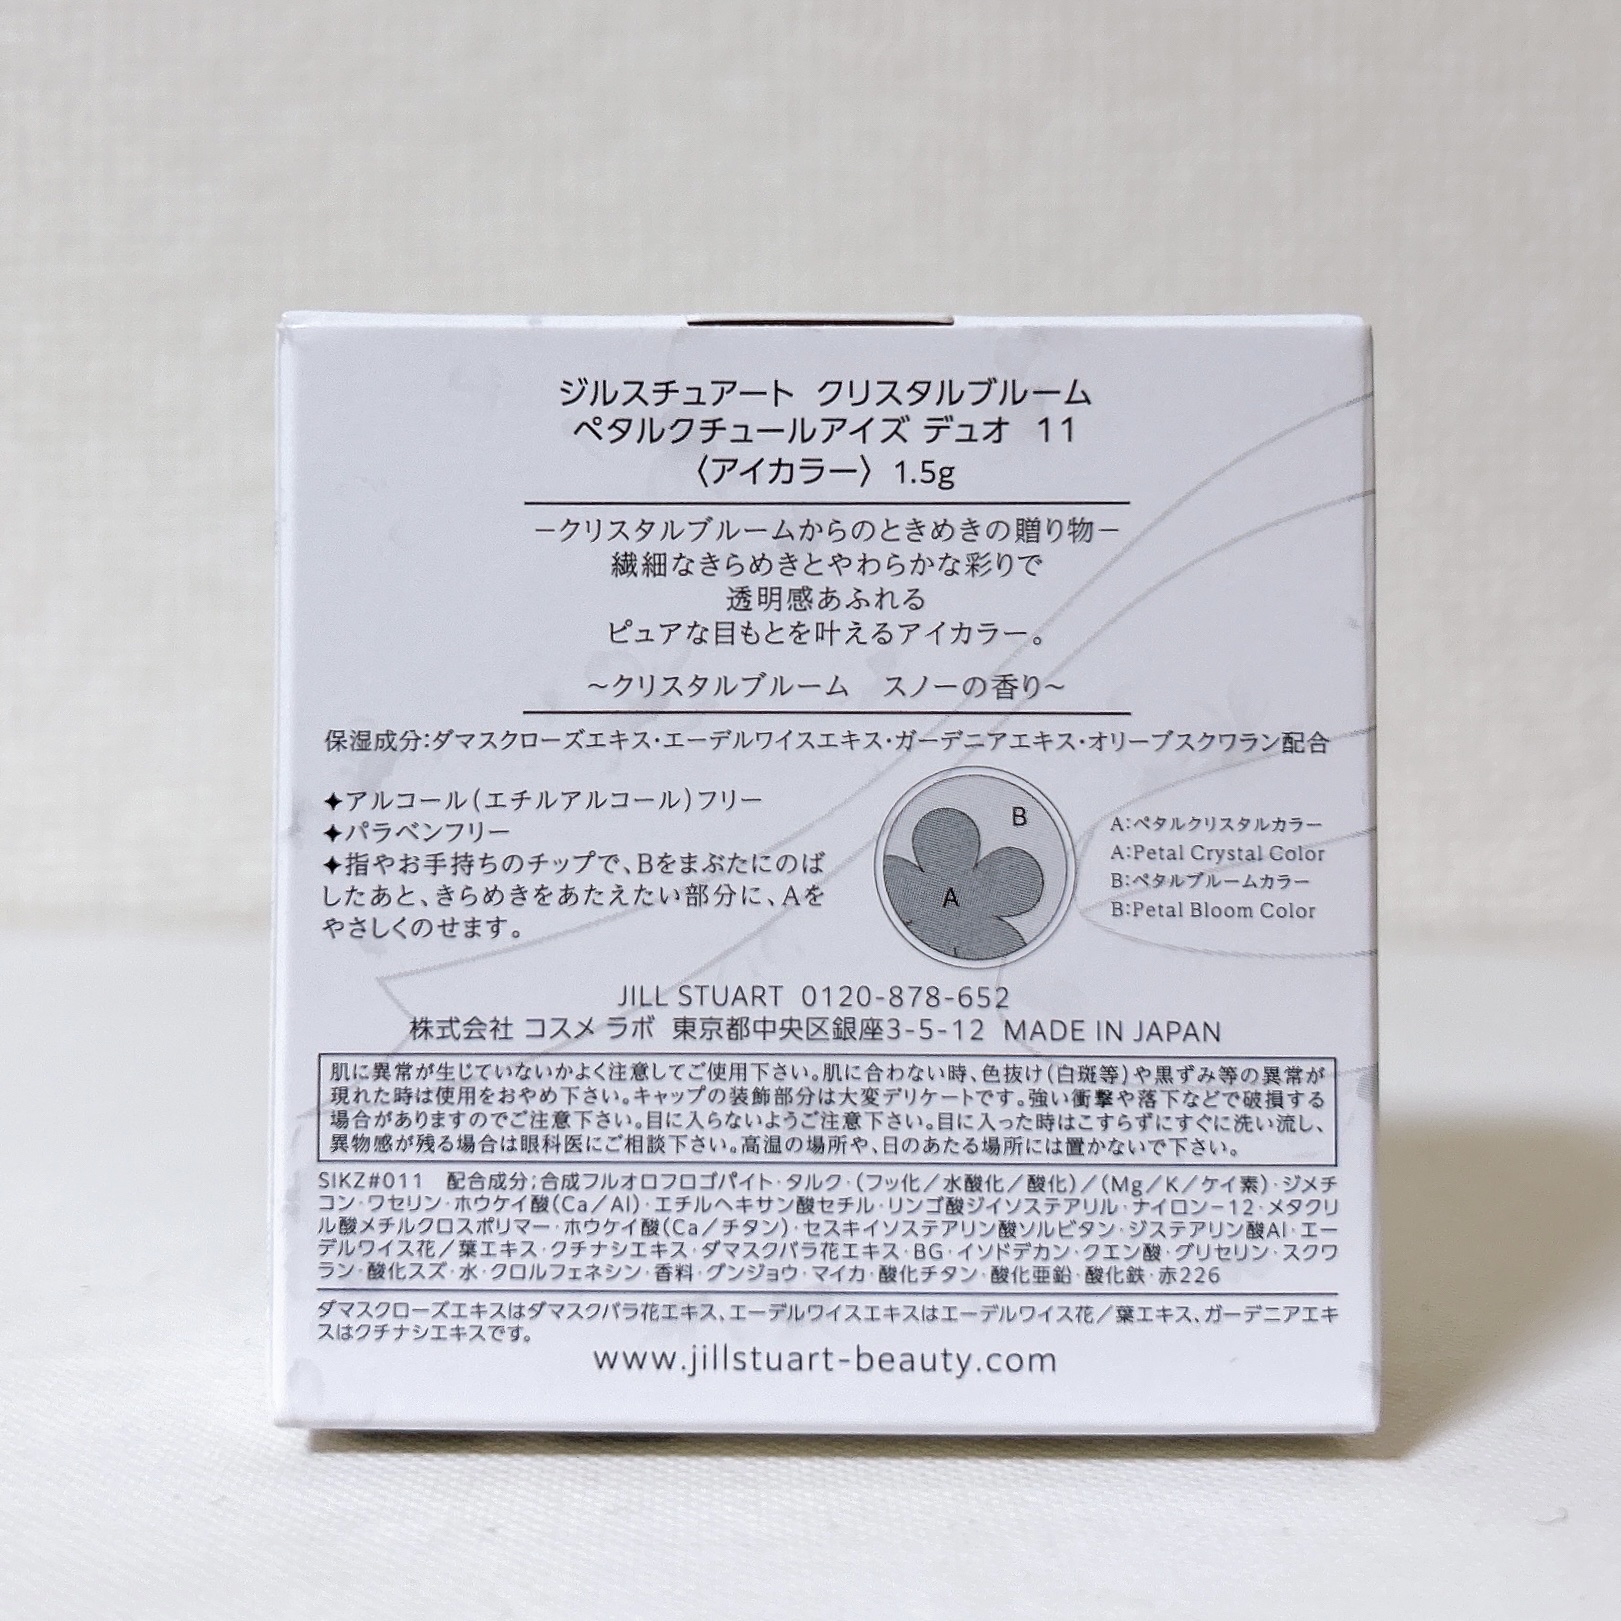 ジルスチュアート クリスタルブルーム
ペタルクチュールアイズ デュオ 11
〈アイカラー〉 1.5g
−クリスタルブルームからのときめきの贈り物−
繊細なきらめきとやわらかな彩りで
透明感あふれる
ピュアな目もとを叶えるアイカラー。
~クリスタルブルーム スノーの香り~
保湿成分:ダマスクローズエキス・エーデルワイスエキス・ガーデニアエキス・オリーブスクワラン配合
✦アルコール(エチルアルコール)フリー
✦パラベンフリー
✦指やお手持ちのチップで、Bをまぶたにのば
したあと、きらめきをあたえたい部分に、Aを
やさしくのせます。
B
A
A:ペタルクリスタルカラー
A:Petal Crystal Color
B:ペタルブルームカラー
B:Petal Bloom Color
JILL STUART 0120-878-652
株式会社 コスメ ラボ 東京都中央区銀座3-5-12 MADE IN JAPAN
肌に異常が生じていないかよく注意してご使用下さい。肌に合わない時、色抜け(白斑等)や黒ずみ等の異常が
現れた時は使用をおやめ下さい。キャップの装飾部分は大変デリケートです。強い衝撃や落下などで破損する
場合がありますのでご注意下さい。目に入らないようご注意下さい。目に入った時はこすらずにすぐに洗い流し、
異物感が残る場合は眼科医にご相談下さい。高温の場所や、日のあたる場所には置かないで下さい。
SIKZ#011 配合成分;合成フルオロフロゴパイト・タルク・(フッ化/水酸化/酸化)/(Mg/K/ケイ素)・ジメチ
コン・ワセリン・ホウケイ酸(Ca/Al)・エチルヘキサン酸セチル・リンゴ酸ジイソステアリル・ナイロン-12・メタクリ
ル酸メチルクロスポリマー・ホウケイ酸(Ca/チタン)・セスキイソステアリン酸ソルビタン・ジステアリン酸Al・エー
デルワイス花/葉エキス・クチナシエキス・ダマスクバラ花エキス・BG・イソドデカン・クエン酸・グリセリン・スクワ
ラン・酸化スズ・水・クロルフェネシン・香料・グンジョウ・マイカ・酸化チタン・酸化亜鉛・酸化鉄・赤226
ダマスクローズエキスはダマスクバラ花エキス、エーデルワイスエキスはエーデルワイス花/葉エキス、ガーデニアエキ
スはクチナシエキスです。
www.jillstuart-beauty.com